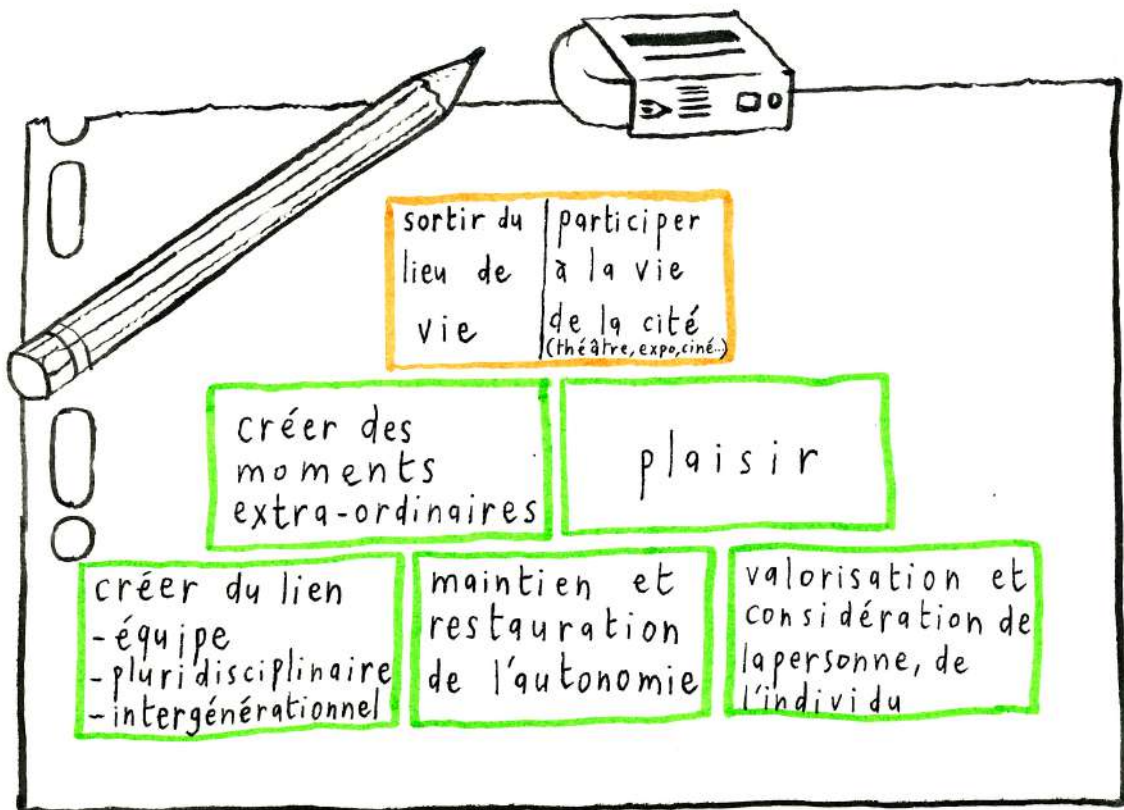 sortir du
lieu de
vie
participer
à la vie
de la cité
(théâtre, expo, ciné...)
créer des
moments
extra-ordinaires
plaisir
créer du lien
- équipe
- pluridisciplinaire
- intergénérationnel
maintien et
restauration
de l'autonomie
valorisation et
considération de
la personne, de
l'individu